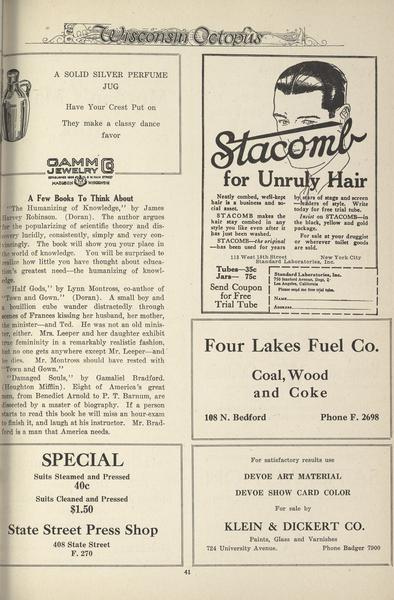 Wisconsin Octopus
A SOLID SILVER PERFUME
JUG
Have Your Crest Put on
They make a classy dance
favor
GAMM
JEWELRY CO
MADISON WISCONSIN
A Few Books To Think About
"The Humanizing of Knowledge," by James
Harvey Robinson. (Doran). The author argues
for the popularizing of scientific theory and dis-
covery lucidly, consistently, simply and very con-
vincingly. The book will show you your place in
the world of knowledge. You will be surprised to
realize how little you have thought about educa-
tion's greatest need—the humanizing of knowl-
edge.
"Half Gods," by Lynn Montross, co-author of
"Town and Gown." (Doran). A small boy and
a bouillion cube wander distractedly through
scenes of Frances kissing her husband, her mother,
the minister—and Ted. He was not an old minis-
ter, either. Mrs. Leeper and her daughter exhibit
true femininity in a remarkably realistic fashion,
but no one gets anywhere except Mr. Leeper—and
he dies. Mr. Montross should have rested with
"Town and Gown."
"Damaged Souls," by Gamaliel Bradford.
(Houghton Mifflin). Eight of America's great
men, from Benedict Arnold to P. T. Barnum, are
dissected by a master of biography. If a person
starts to read this book he will miss an hour-exam
to finish it, and laugh at his instructor. Mr. Brad-
ford is a man that America needs.
SPECIAL
Suits Steamed and Pressed
40c
Suits Cleaned and Pressed
$1.50
State Street Press Shop
408 State Street
F. 270
Stacomb
for Unruly Hair
Neatly combed, well-kept
hair is a business and so-
cial asset.
STACOMB makes the
hair stay combed in any
style you like even after it
has just been washed.
STACOMB—the original
—has been used for years
by stars of stage and screen
—leaders of style. Write
today for free trial tube.
Insist on STACOMB—in
the black, yellow and gold
package.
For sale at your druggist
or wherever toilet goods
are sold.
113 West 18th Street New York City
Standard Laboratories, Inc.
Tubes—35c
Jars—75c
Send Coupon
for Free
Trial Tube
Standard Laboratories, Inc.
Los Angeles, California
Please send me free trial tube.
NAME
ADDRESS
Four Lakes Fuel Co.
Coal, Wood
and Coke
108 N. Bedford Phone F. 2698
For satisfactory results use
DEVOE ART MATERIAL
DEVOE SHOW CARD COLOR
For sale by
KLEIN & DICKERT CO.
Paints, Glass and Varnishes
724 University Avenue. Phone Badger 7900
41